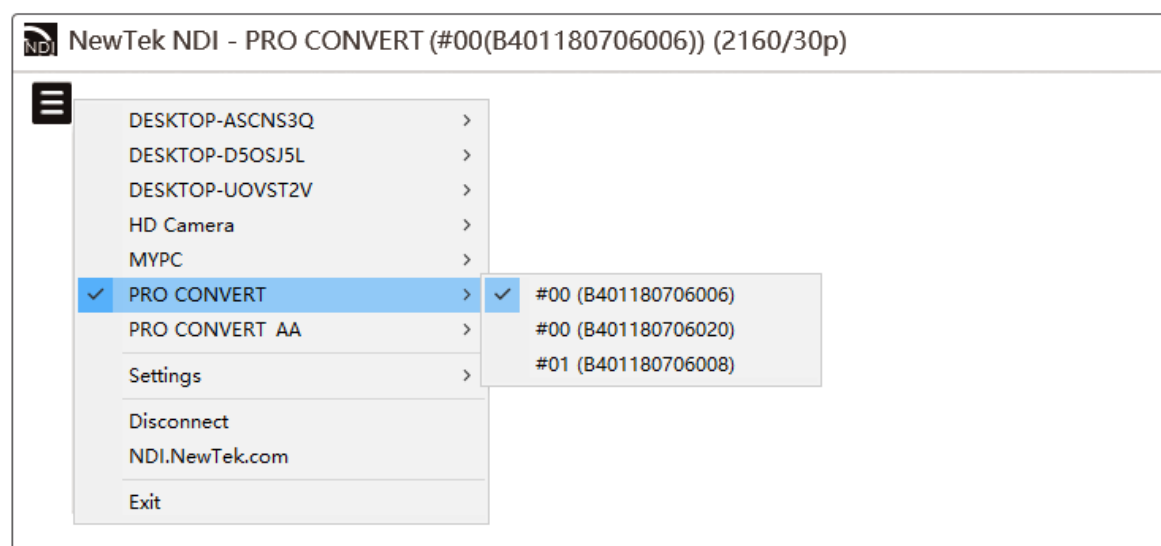 NDI NewTek NDI - PRO CONVERT (#00(B401180706006)) (2160/30p)
DESKTOP-ASCNS3Q
DESKTOP-D5OSJ5L
DESKTOP-UOVST2V
HD Camera
MYPC
PRO CONVERT
#00 (B401180706006)
PRO CONVERT AA
#00 (B401180706020)
#01 (B401180706008)
Settings
Disconnect
NDI.NewTek.com
Exit